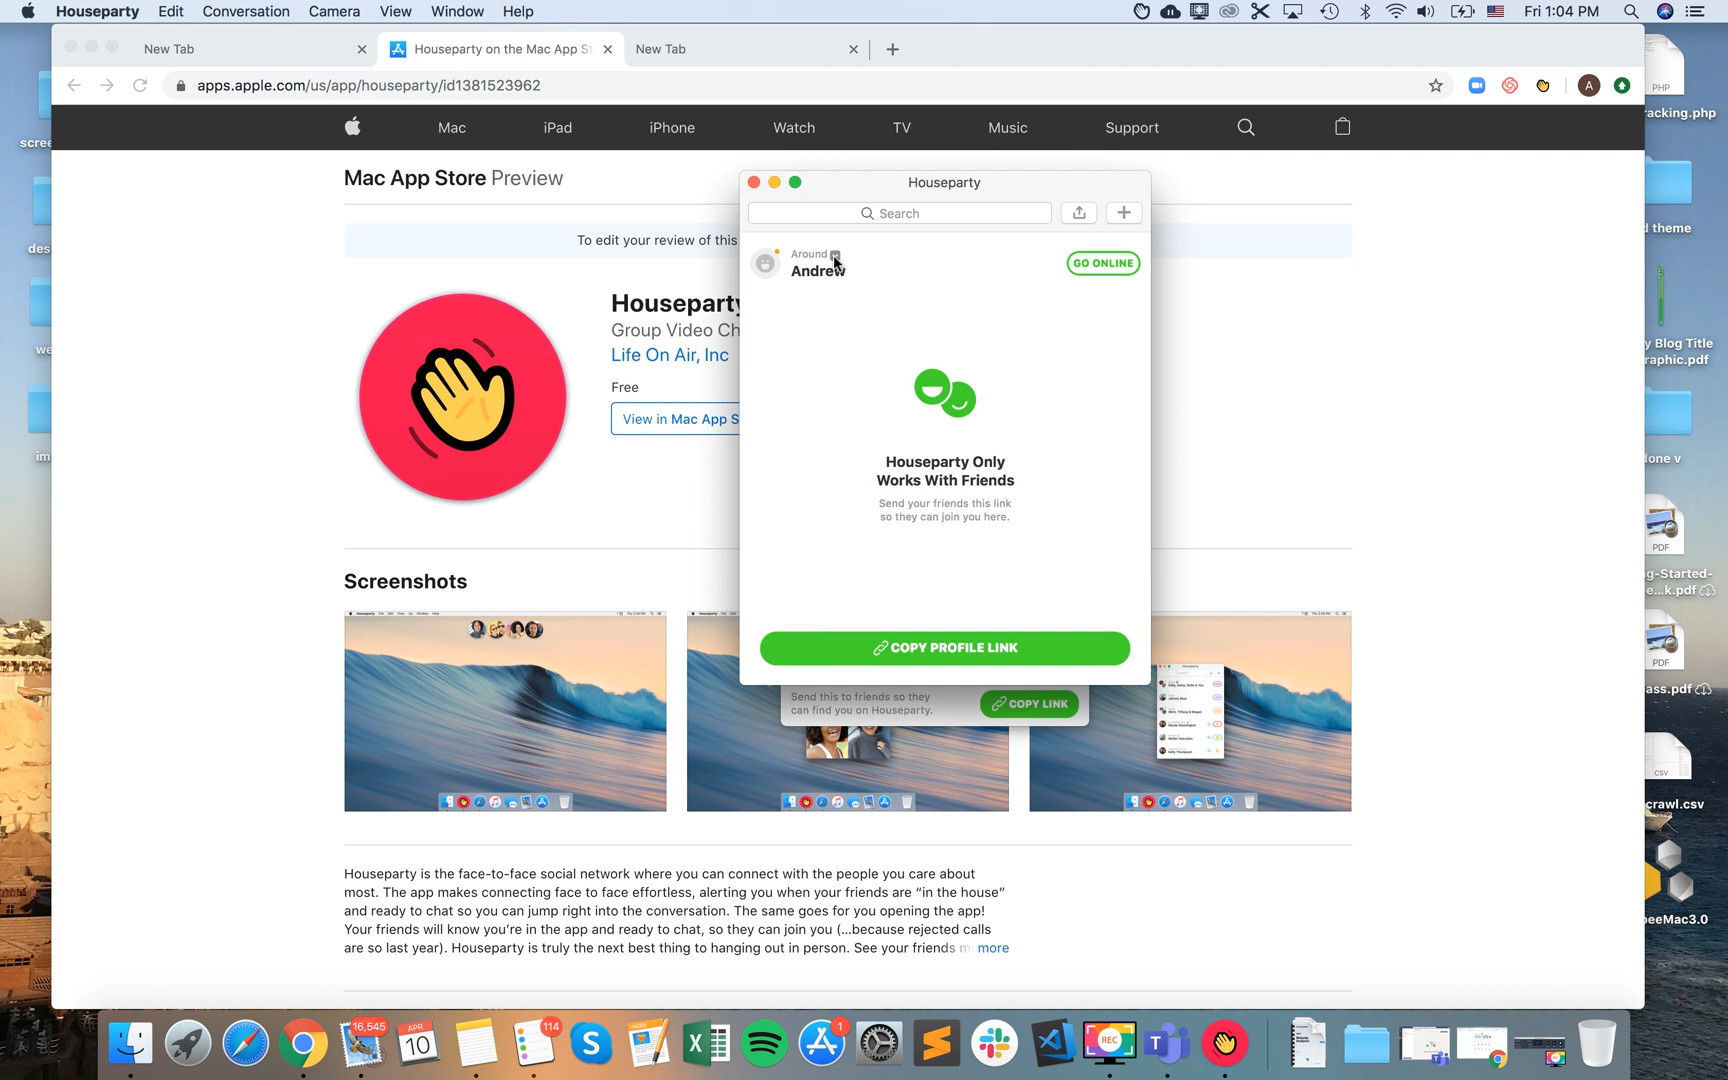 Houseparty Edit Conversation Camera View Window Help Fri 1:04 PM
New Tab
Houseparty on the Mac App S
New Tab
apps.apple.com/us/app/houseparty/id1381523962
A
Mac iPad iPhone Watch TV Music Support
Mac App Store Preview
To edit your review of this
Houseparty
Group Video Ch
Life On Air, Inc
Free
View in Mac App S
Houseparty
Search
Around
Andrew
GO ONLINE
Houseparty Only
Works With Friends
Send your friends this link
so they can join you here.
COPY PROFILE LINK
Send this to friends so they
can find you on Houseparty.
COPY LINK
Screenshots
Houseparty is the face-to-face social network where you can connect with the people you care about
most. The app makes connecting face to face effortless, alerting you when your friends are “in the house”
and ready to chat so you can jump right into the conversation. The same goes for you opening the app!
Your friends will know you’re in the app and ready to chat, so they can join you (...because rejected calls
are so last year). Houseparty is truly the next best thing to hanging out in person. See your friends m more
scree
des
we
im
PHP
acking.php
d theme
y Blog Title
raphic.pdf
lone v
PDF
g-Started-
e...k.pdf
PDF
ass.pdf
CSV
crawl.csv
beeMac3.0
16,545
APR
10
114
1
REC